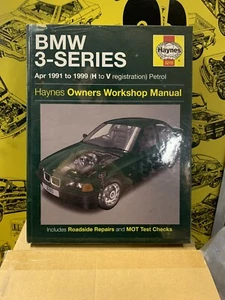 BMW
3-SERIES
Haynes
Apr 1991 to 1999 (H to V registration) Petrol
Haynes Owners Workshop Manual
Includes Roadside Repairs and MOT Test Checks